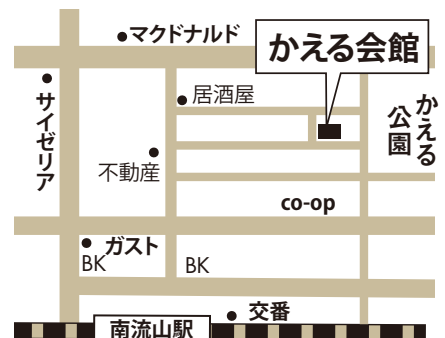 マクドナルド
かえる会館
居酒屋
サイゼリア
かえる
公園
不動産
co-op
ガスト
BK
BK
交番
南流山駅